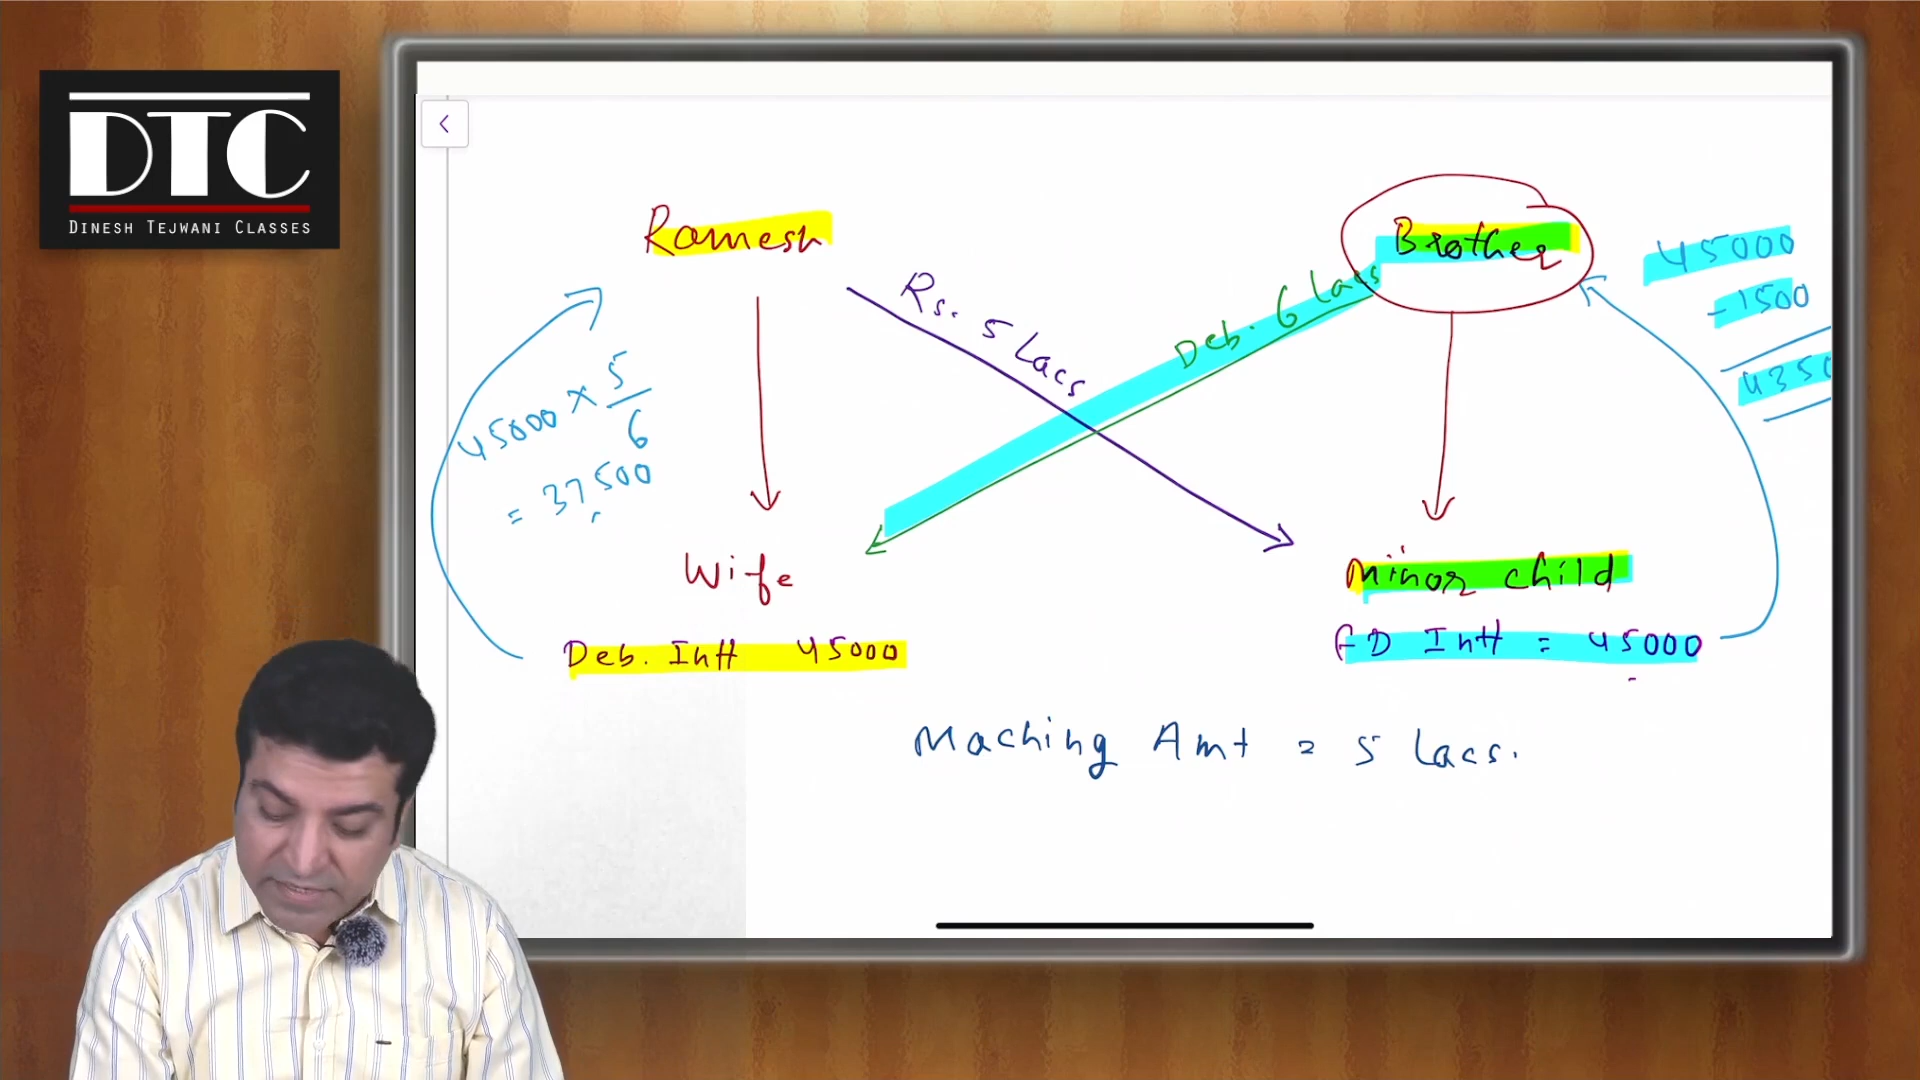 DTC
DINESH TEJWANI CLASSES
Ramesh
Brother
45000
- 1500
Rs. 5 Lacs
Deb. 6 Lacs
45000 × 5/6
= 37,500
Wife
Minor child
Deb. Intt 45000
FD Intt = 45000
Maching Amt = 5 Lacs.